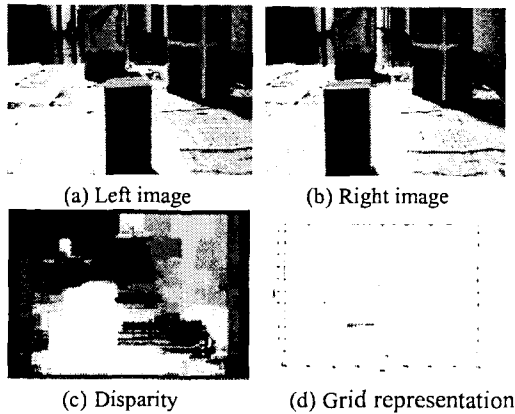 (a) Left image
(b) Right image
(c) Disparity
(d) Grid representation